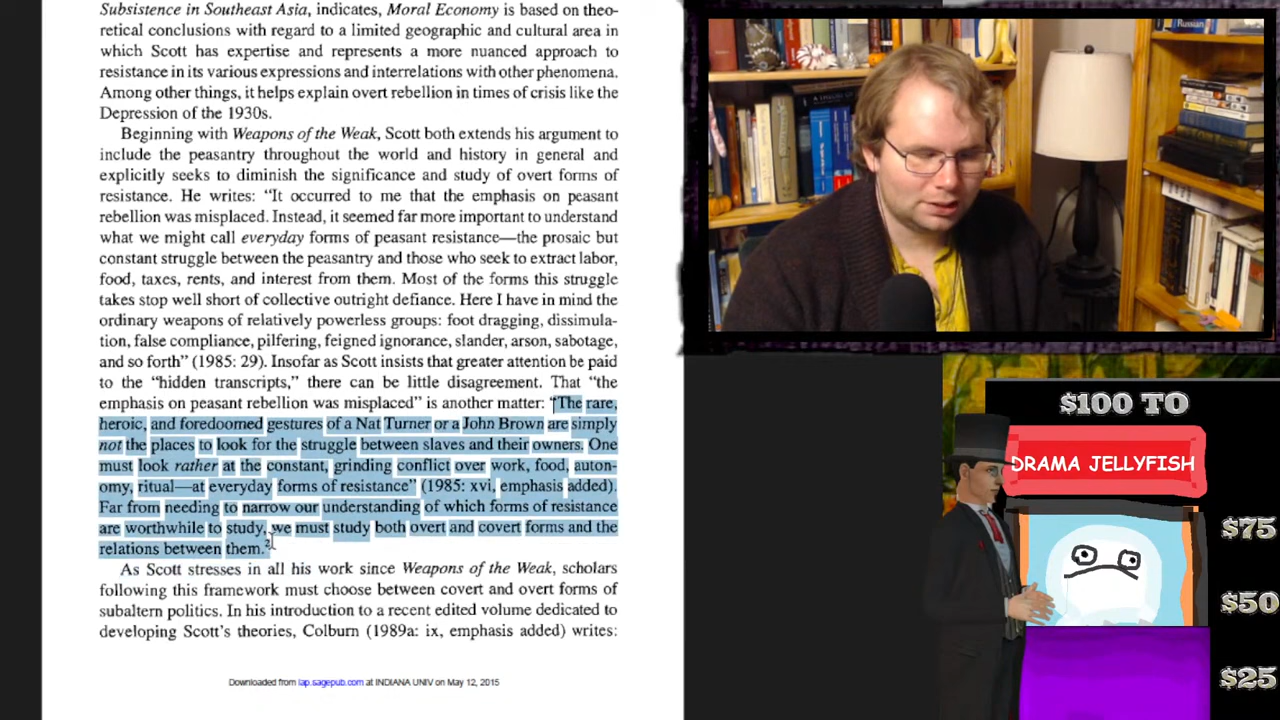 Subsistence in Southeast Asia, indicates, Moral Economy is based on theo-
retical conclusions with regard to a limited geographic and cultural area in
which Scott has expertise and represents a more nuanced approach to
resistance in its various expressions and interrelations with other phenomena.
Among other things, it helps explain overt rebellion in times of crisis like the
Depression of the 1930s.
Beginning with Weapons of the Weak, Scott both extends his argument to
include the peasantry throughout the world and history in general and
explicitly seeks to diminish the significance and study of overt forms of
resistance. He writes: "It occurred to me that the emphasis on peasant
rebellion was misplaced. Instead, it seemed far more important to understand
what we might call everyday forms of peasant resistance—the prosaic but
constant struggle between the peasantry and those who seek to extract labor,
food, taxes, rents, and interest from them. Most of the forms this struggle
takes stop well short of collective outright defiance. Here I have in mind the
ordinary weapons of relatively powerless groups: foot dragging, dissimula-
tion, false compliance, pilfering, feigned ignorance, slander, arson, sabotage,
and so forth" (1985: 29). Insofar as Scott insists that greater attention be paid
to the "hidden transcripts," there can be little disagreement. That "the
emphasis on peasant rebellion was misplaced" is another matter: "The rare,
heroic, and foredoomed gestures of a Nat Turner or a John Brown are simply
not the places to look for the struggle between slaves and their owners. One
must look rather at the constant, grinding conflict over work, food, auton-
omy, ritual—at everyday forms of resistance" (1985: xvi, emphasis added).
Far from needing to narrow our understanding of which forms of resistance
are worthwhile to study, we must study both overt and covert forms and the
relations between them.2
As Scott stresses in all his work since Weapons of the Weak, scholars
following this framework must choose between covert and overt forms of
subaltern politics. In his introduction to a recent edited volume dedicated to
developing Scott's theories, Colburn (1989a: ix, emphasis added) writes:
Downloaded from lap.sagepub.com at INDIANA UNIV on May 12, 2015
$100 TO
DRAMA JELLYFISH
$75
$50
$25
Russian